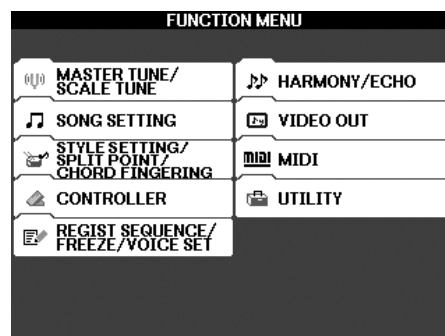 FUNCTION MENU
MASTER TUNE/
SCALE TUNE
SONG SETTING
STYLE SETTING/
SPLIT POINT/
CHORD FINGERING
CONTROLLER
REGIST SEQUENCE/
FREEZE/VOICE SET
HARMONY/ECHO
VIDEO OUT
MIDI MIDI
UTILITY